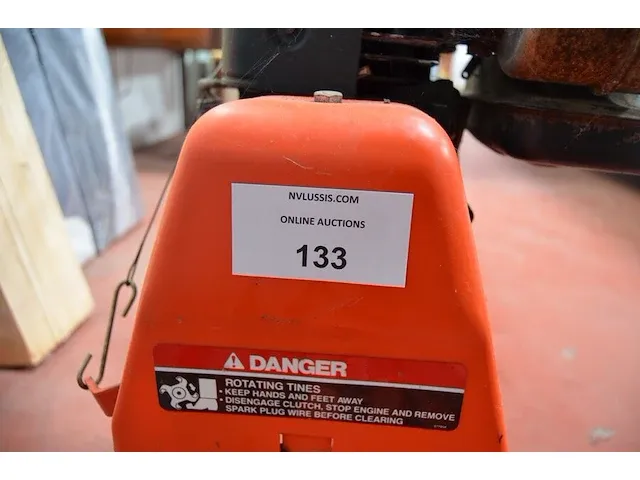 NVLUSSIS.COM
ONLINE AUCTIONS
133
DANGER
ROTATING TINES
• KEEP HANDS AND FEET AWAY
• DISENGAGE CLUTCH, STOP ENGINE AND REMOVE
SPARK PLUG WIRE BEFORE CLEARING